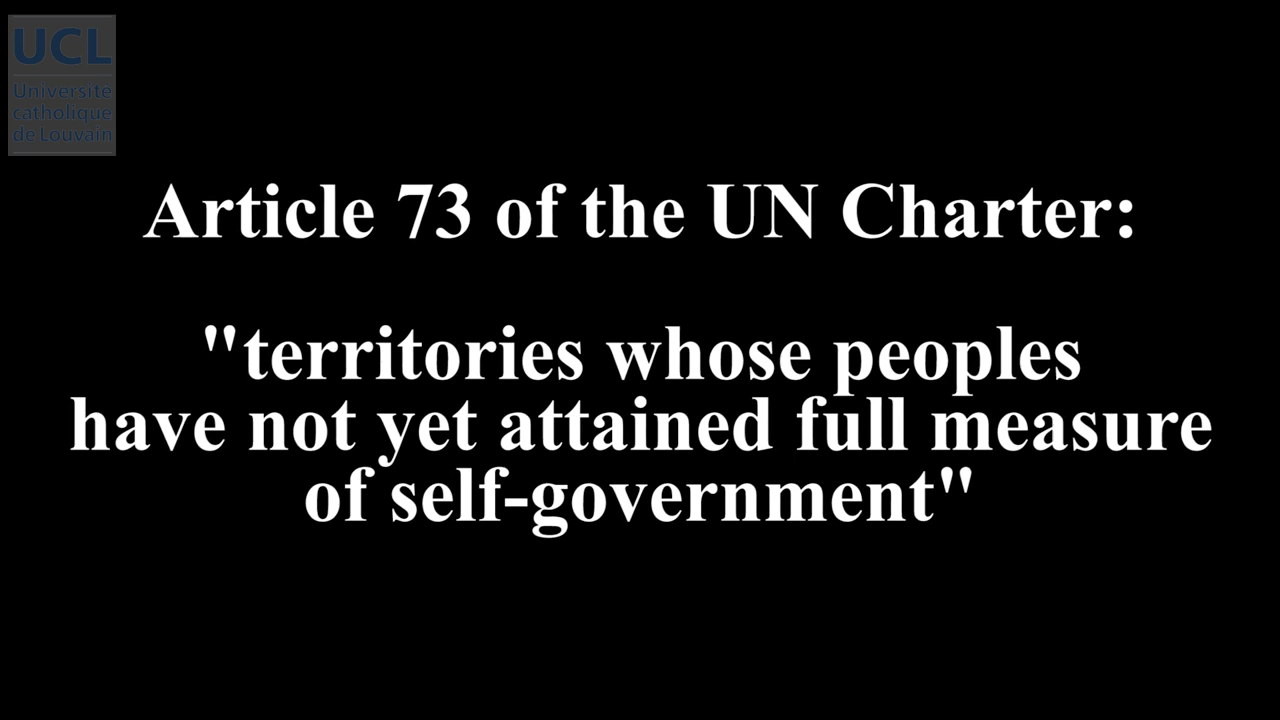 UCL
Université
catholique
de Louvain
Article 73 of the UN Charter:
"territories whose peoples
have not yet attained full measure
of self-government"